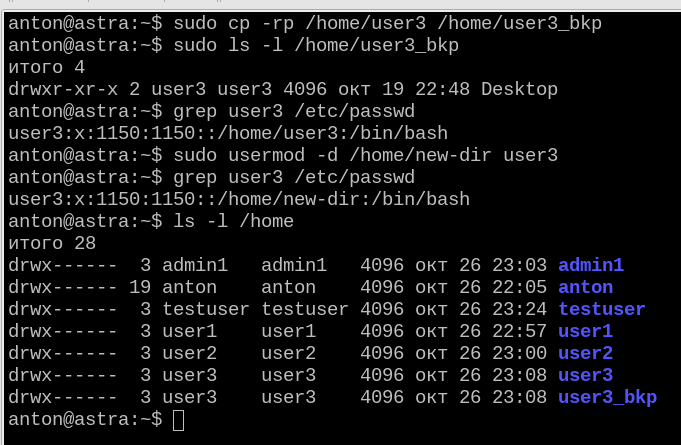 anton@astra:~$ sudo cp -rp /home/user3 /home/user3_bkp
anton@astra:~$ sudo ls -l /home/user3_bkp
итого 4
drwxr-xr-x 2 user3 user3 4096 окт 19 22:48 Desktop
anton@astra:~$ grep user3 /etc/passwd
user3:x:1150:1150::/home/user3:/bin/bash
anton@astra:~$ sudo usermod -d /home/new-dir user3
anton@astra:~$ grep user3 /etc/passwd
user3:x:1150:1150::/home/new-dir:/bin/bash
anton@astra:~$ ls -l /home
итого 28
drwx------  3 admin1   admin1   4096 окт 26 23:03 admin1
drwx------ 19 anton    anton    4096 окт 26 22:05 anton
drwx------  3 testuser testuser 4096 окт 26 23:24 testuser
drwx------  3 user1    user1    4096 окт 26 22:57 user1
drwx------  3 user2    user2    4096 окт 26 23:00 user2
drwx------  3 user3    user3    4096 окт 26 23:08 user3
drwx------  3 user3    user3    4096 окт 26 23:08 user3_bkp
anton@astra:~$